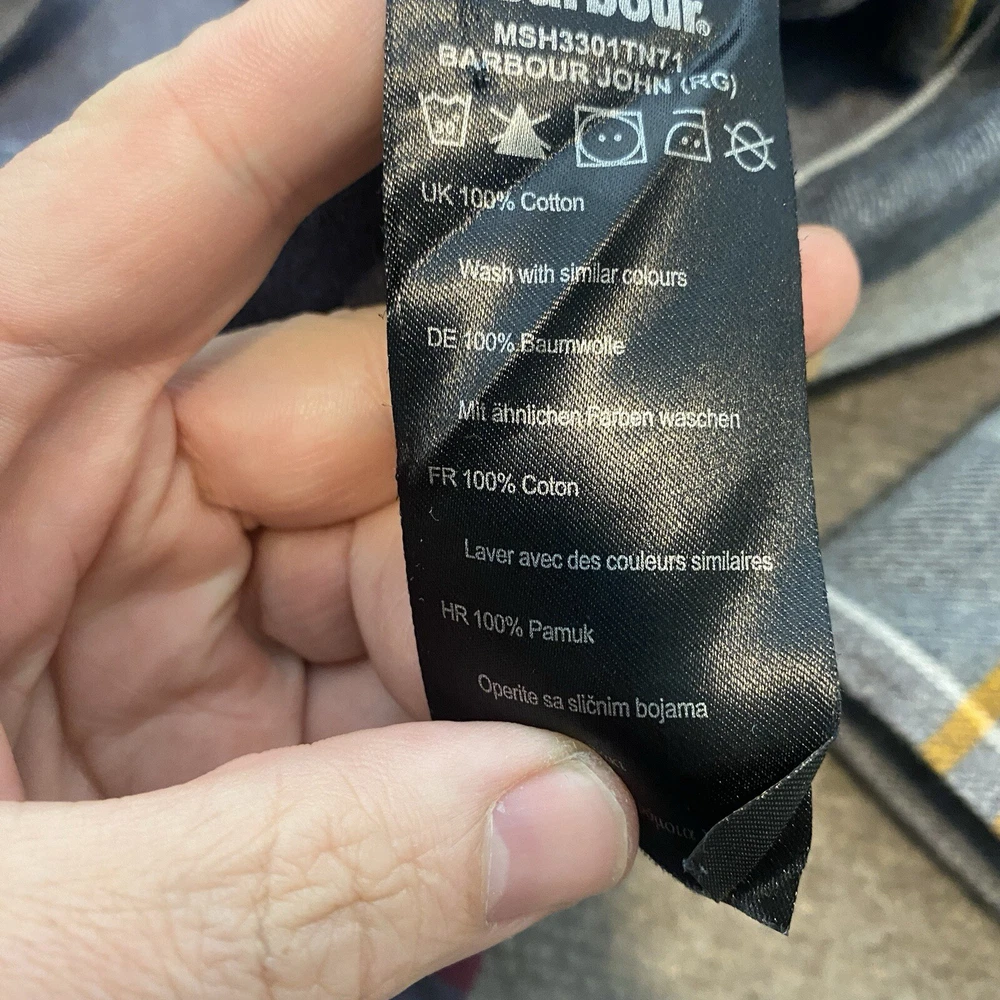 Barbour®
MSH3301TN71
BARBOUR JOHN (RG)
UK 100% Cotton
Wash with similar colours
DE 100% Baumwolle
Mit ähnlichen Farben waschen
FR 100% Coton
Laver avec des couleurs similaires
HR 100% Pamuk
Operite sa sličnim bojama